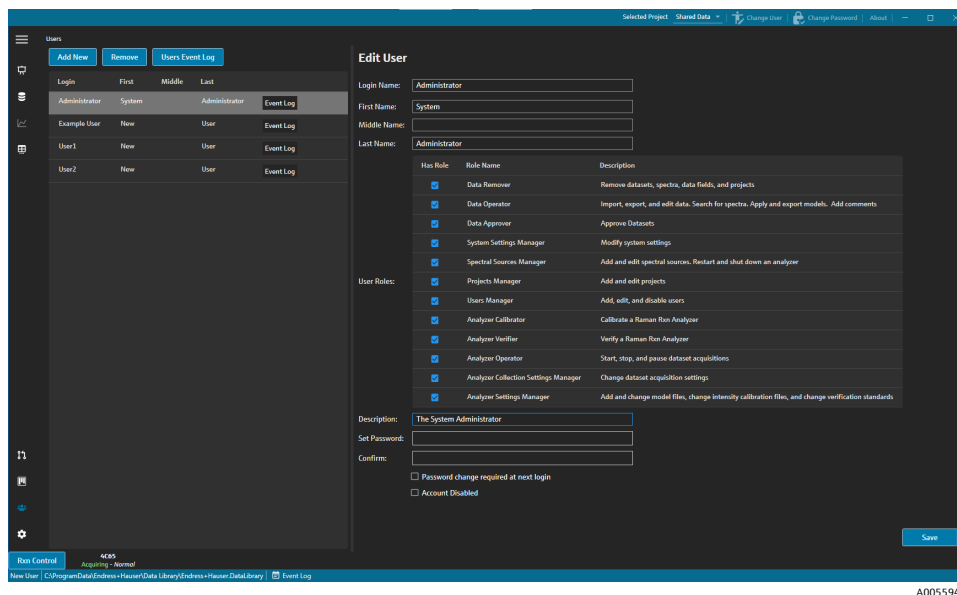 Selected Project Shared Data Change User Change Password About
Users
Add New Remove Users Event Log
Login First Middle Last
Administrator System Administrator Event Log
Example User New User Event Log
User1 New User Event Log
User2 New User Event Log
Edit User
Login Name: Administrator
First Name: System
Middle Name:
Last Name: Administrator
User Roles:
Has Role Role Name Description
Data Remover Remove datasets, spectra, data fields, and projects
Data Operator Import, export, and edit data. Search for spectra. Apply and export models. Add comments
Data Approver Approve Datasets
System Settings Manager Modify system settings
Spectral Sources Manager Add and edit spectral sources. Restart and shut down an analyzer
Projects Manager Add and edit projects
Users Manager Add, edit, and disable users
Analyzer Calibrator Calibrate a Raman Rxn Analyzer
Analyzer Verifier Verify a Raman Rxn Analyzer
Analyzer Operator Start, stop, and pause dataset acquisitions
Analyzer Collection Settings Manager Change dataset acquisition settings
Analyzer Settings Manager Add and change model files, change intensity calibration files, and change verification standards
Description: The System Administrator
Set Password:
Confirm:
Password change required at next login
Account Disabled
Save
Rxn Control
4C65
Acquiring - Normal
New User C:\ProgramData\Endress+Hauser\Data Library\Endress+Hauser.DataLibrary Event Log
A005594